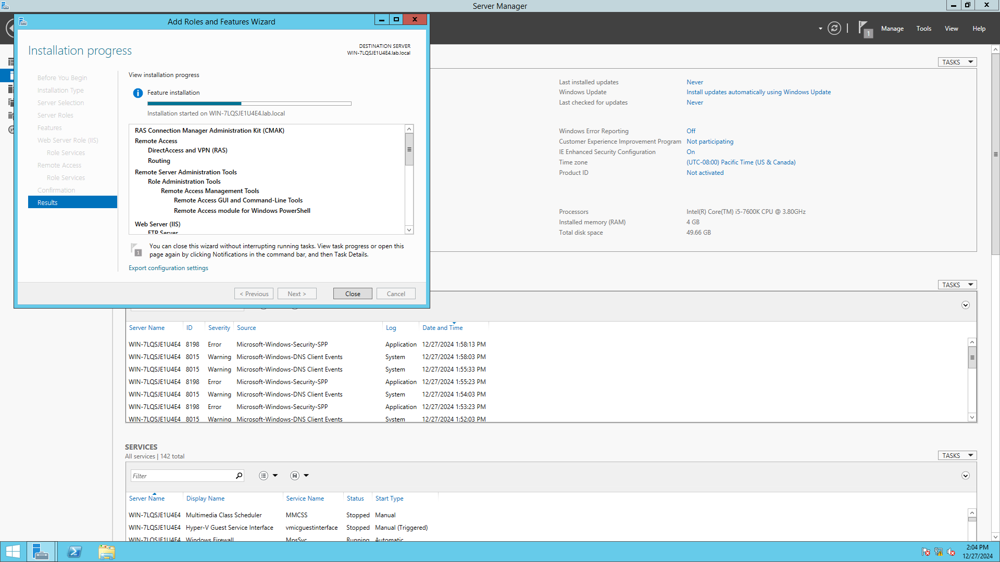 Server Manager
Add Roles and Features Wizard
1
Manage
Tools
View
Help
Installation progress
DESTINATION SERVER
WIN-7LQSJE1U4E4.lab.local
Before You Begin
Installation Type
Server Selection
Server Roles
Features
Web Server Role (IIS)
Role Services
Remote Access
Role Services
Confirmation
Results
View installation progress
Feature installation
Installation started on WIN-7LQSJE1U4E4.lab.local
RAS Connection Manager Administration Kit (CMAK)
Remote Access
DirectAccess and VPN (RAS)
Routing
Remote Server Administration Tools
Role Administration Tools
Remote Access Management Tools
Remote Access GUI and Command-Line Tools
Remote Access module for Windows PowerShell
Web Server (IIS)
FTP Server
1
You can close this wizard without interrupting running tasks. View task progress or open this
page again by clicking Notifications in the command bar, and then Task Details.
Export configuration settings
< Previous
Next >
Close
Cancel
TASKS
Last installed updates Never
Windows Update Install updates automatically using Windows Update
Last checked for updates Never
Windows Error Reporting Off
Customer Experience Improvement Program Not participating
IE Enhanced Security Configuration On
Time zone (UTC-08:00) Pacific Time (US & Canada)
Product ID Not activated
Processors Intel(R) Core(TM) i5-7600K CPU @ 3.80GHz
Installed memory (RAM) 4 GB
Total disk space 49.66 GB
TASKS
Server Name ID Severity Source Log Date and Time
WIN-7LQSJE1U4E4 8198 Error Microsoft-Windows-Security-SPP Application 12/27/2024 1:58:13 PM
WIN-7LQSJE1U4E4 8015 Warning Microsoft-Windows-DNS Client Events System 12/27/2024 1:58:03 PM
WIN-7LQSJE1U4E4 8015 Warning Microsoft-Windows-DNS Client Events System 12/27/2024 1:55:33 PM
WIN-7LQSJE1U4E4 8198 Error Microsoft-Windows-Security-SPP Application 12/27/2024 1:55:23 PM
WIN-7LQSJE1U4E4 8015 Warning Microsoft-Windows-DNS Client Events System 12/27/2024 1:54:03 PM
WIN-7LQSJE1U4E4 8198 Error Microsoft-Windows-Security-SPP Application 12/27/2024 1:53:23 PM
WIN-7LQSJE1U4E4 8015 Warning Microsoft-Windows-DNS Client Events System 12/27/2024 1:52:03 PM
SERVICES
All services | 142 total
TASKS
Filter
Server Name Display Name Service Name Status Start Type
WIN-7LQSJE1U4E4 Multimedia Class Scheduler MMCSS Stopped Manual
WIN-7LQSJE1U4E4 Hyper-V Guest Service Interface vmicguestinterface Stopped Manual (Triggered)
WIN-7LQSJE1U4E4 Windows Firewall MpsSvc Running Automatic
2:04 PM
12/27/2024